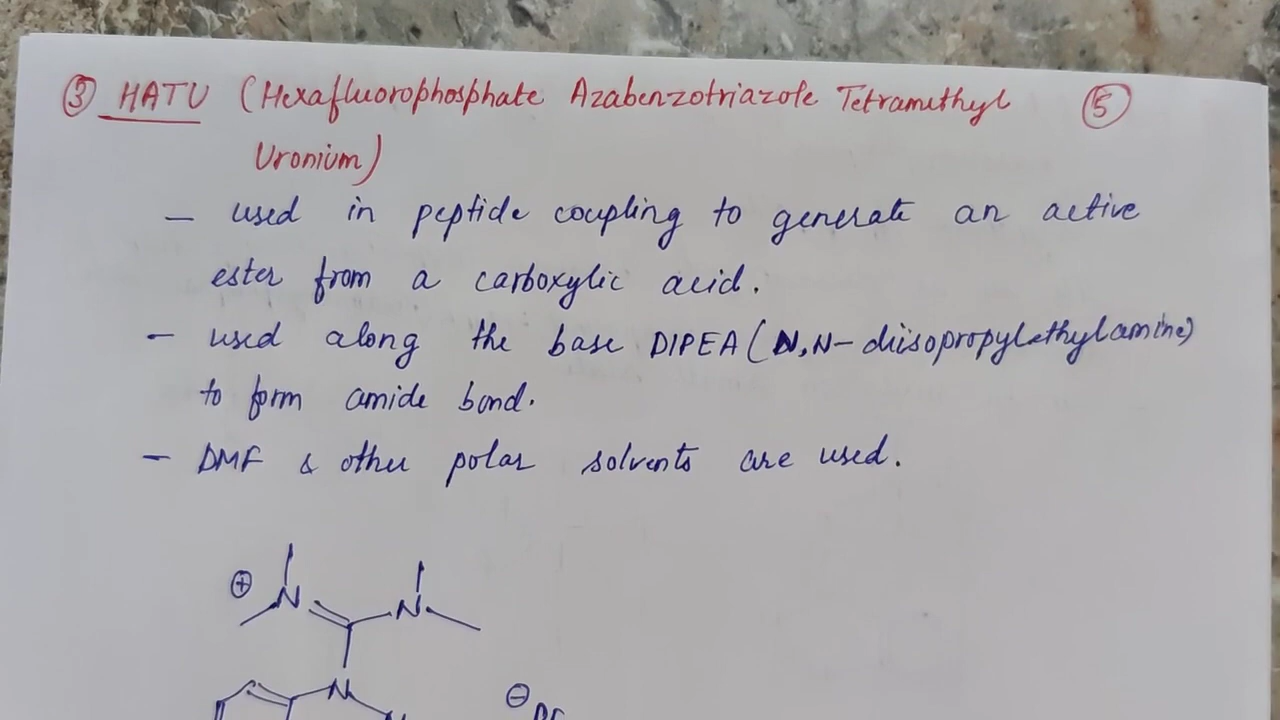 ③ HATU (Hexafluorophosphate Azabenzotriazole Tetramethyl ⑤
Uronium)
— used in peptide coupling to generate an active
ester from a carboxylic acid.
— used along the base DIPEA (N,N-diisopropylethylamine)
to form amide bond.
— DMF & other polar solvents are used.
⊕
N N
N
⊖